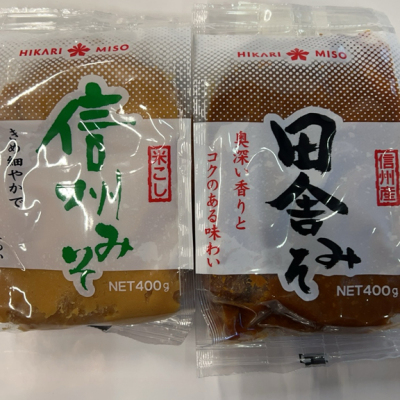 HIKARI MISO
信州みそ
米こし
きめ細やかで
NET400g
HIKARI MISO
田舎みそ
信州産
奥深い香りと
コクのある味わい
NET400g